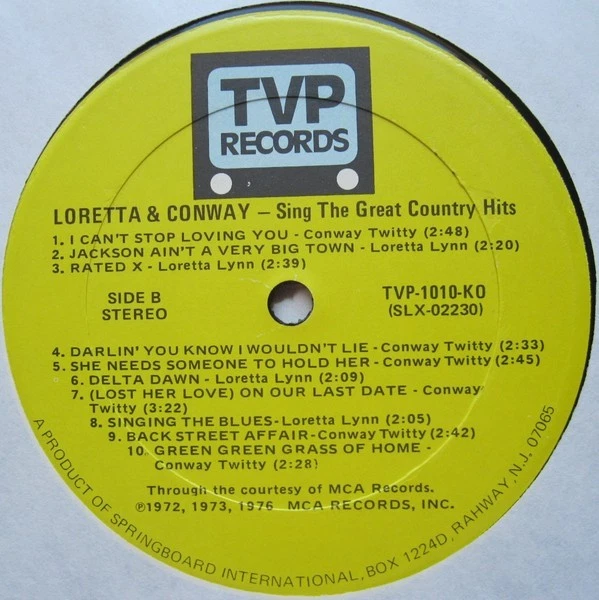 TVP
RECORDS
LORETTA & CONWAY – Sing The Great Country Hits
1. I CAN'T STOP LOVING YOU - Conway Twitty (2:48)
2. JACKSON AIN'T A VERY BIG TOWN - Loretta Lynn (2:20)
3. RATED X - Loretta Lynn (2:39)
SIDE B
STEREO
TVP-1010-KO
(SLX-02230)
4. DARLIN' YOU KNOW I WOULDN'T LIE - Conway Twitty (2:33)
5. SHE NEEDS SOMEONE TO HOLD HER - Conway Twitty (2:45)
6. DELTA DAWN - Loretta Lynn (2:09)
7. (LOST HER LOVE) ON OUR LAST DATE - Conway
Twitty (3:22)
8. SINGING THE BLUES - Loretta Lynn (2:05)
9. BACK STREET AFFAIR - Conway Twitty (2:42)
10. GREEN GREEN GRASS OF HOME -
Conway Twitty (2:28)
Through the courtesy of MCA Records.
℗1972, 1973, 1976 MCA RECORDS, INC.
A PRODUCT OF SPRINGBOARD INTERNATIONAL, BOX 1224D, RAHWAY, N.J. 07065